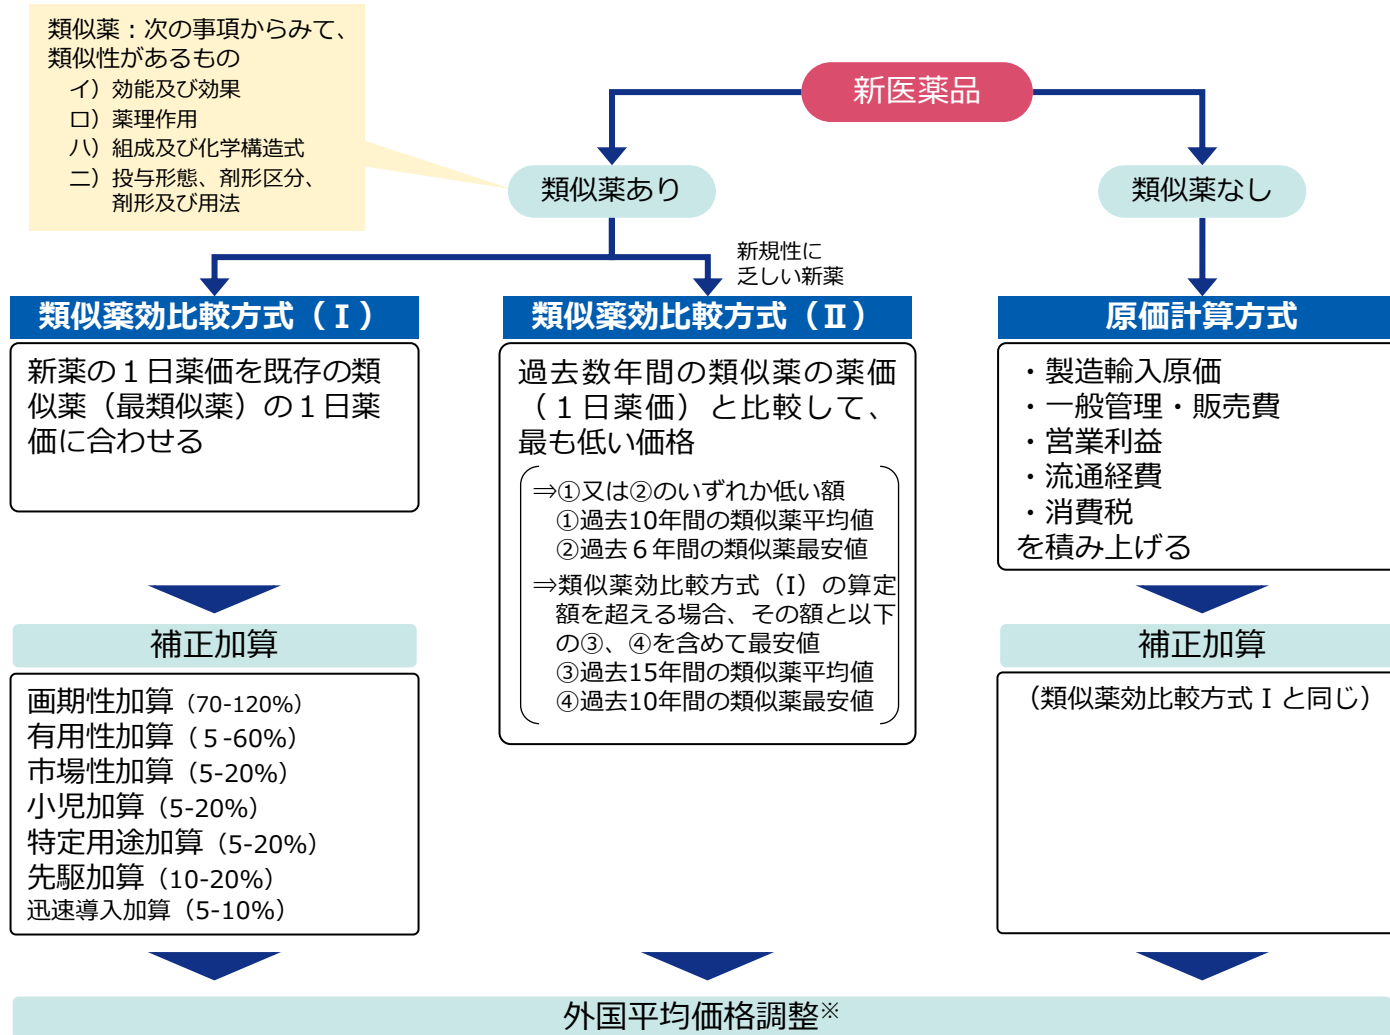 類似薬：次の事項からみて、
類似性があるもの
イ）効能及び効果
ロ）薬理作用
ハ）組成及び化学構造式
ニ）投与形態、剤形区分、
剤形及び用法
新医薬品
類似薬あり
類似薬なし
新規性に
乏しい新薬
類似薬効比較方式（Ⅰ）
新薬の１日薬価を既存の類
似薬（最類似薬）の１日薬
価に合わせる
補正加算
画期性加算（70-120%）
有用性加算（５-60%）
市場性加算（5-20%）
小児加算（5-20%）
特定用途加算（5-20%）
先駆加算（10-20%）
迅速導入加算（5-10%）
類似薬効比較方式（Ⅱ）
過去数年間の類似薬の薬価
（１日薬価）と比較して、
最も低い価格
⇒①又は②のいずれか低い額
①過去10年間の類似薬平均値
②過去６年間の類似薬最安値
⇒類似薬効比較方式（I）の算定
額を超える場合、その額と以下
の③、④を含めて最安値
③過去15年間の類似薬平均値
④過去10年間の類似薬最安値
原価計算方式
・製造輸入原価
・一般管理・販売費
・営業利益
・流通経費
・消費税
を積み上げる
補正加算
（類似薬効比較方式Ⅰと同じ）
外国平均価格調整※